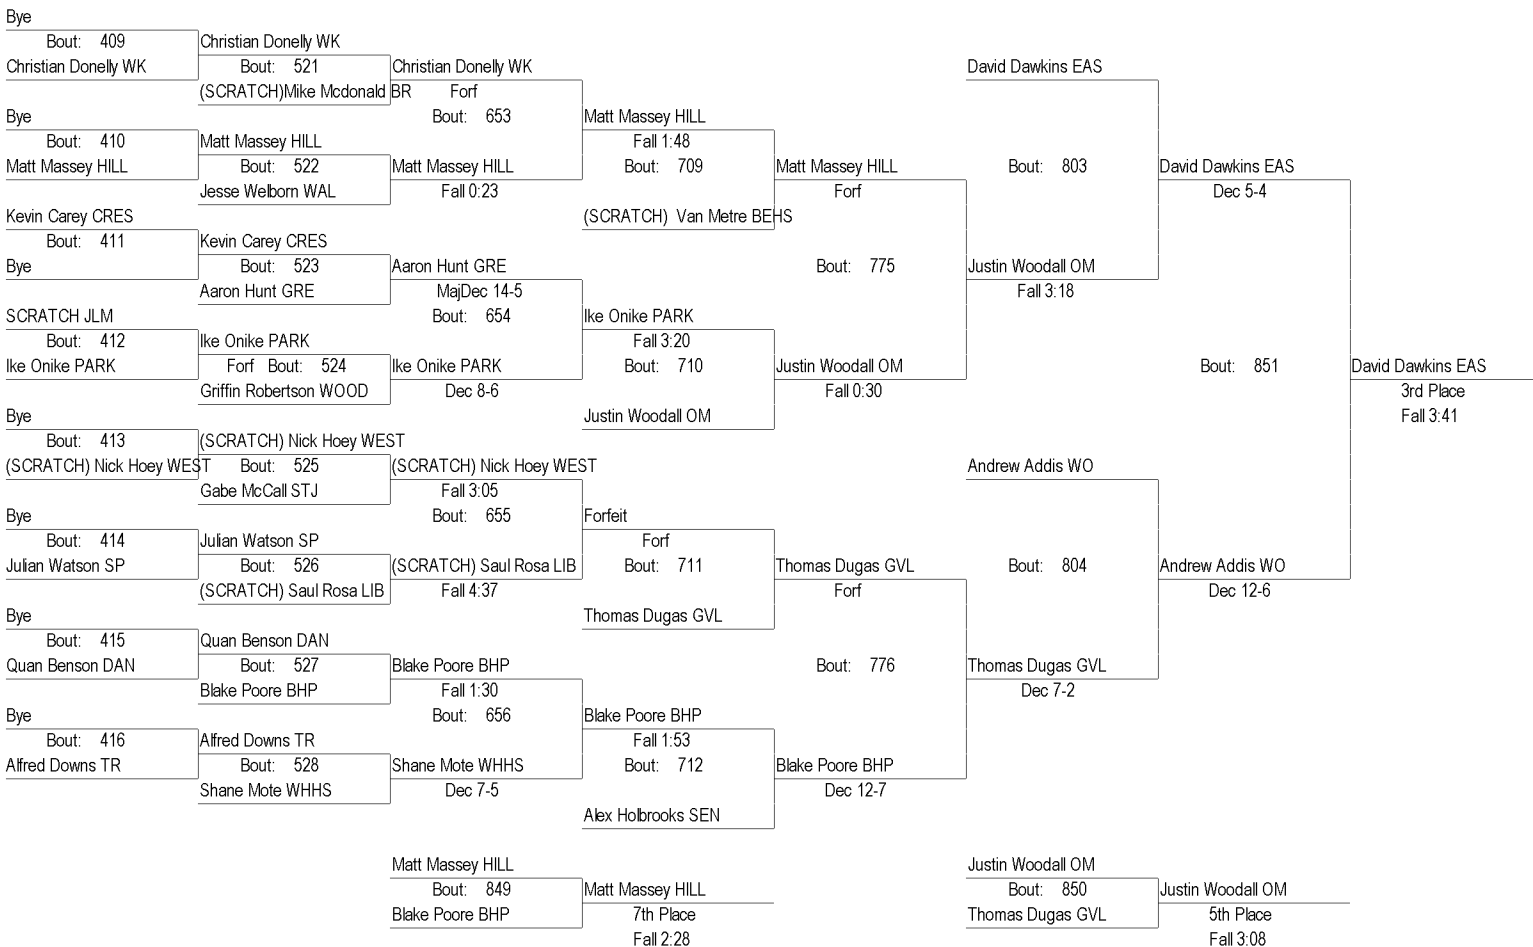 Bye
Bout: 409
Christian Donelly WK
Christian Donelly WK
Bout: 521
(SCRATCH)Mike Mcdonald BR
Christian Donelly WK
Forf
Bout: 653
Bye
Bout: 410
Matt Massey HILL
Matt Massey HILL
Bout: 522
Jesse Welborn WAL
Matt Massey HILL
Fall 0:23
Matt Massey HILL
Fall 1:48
Bout: 709
(SCRATCH) Van Metre BEHS
Matt Massey HILL
Forf
Kevin Carey CRES
Bout: 411
Bye
Kevin Carey CRES
Bout: 523
Aaron Hunt GRE
Aaron Hunt GRE
MajDec 14-5
Bout: 654
SCRATCH JLM
Bout: 412
Ike Onike PARK
Ike Onike PARK
Forf Bout: 524
Griffin Robertson WOOD
Ike Onike PARK
Dec 8-6
Ike Onike PARK
Fall 3:20
Bout: 710
Justin Woodall OM
Justin Woodall OM
Fall 0:30
Bout: 775
David Dawkins EAS
Bout: 803
Justin Woodall OM
Fall 3:18
David Dawkins EAS
Dec 5-4
Bye
Bout: 413
(SCRATCH) Nick Hoey WEST
(SCRATCH) Nick Hoey WEST
Bout: 525
Gabe McCall STJ
(SCRATCH) Nick Hoey WEST
Fall 3:05
Bout: 655
Bye
Bout: 414
Julian Watson SP
Julian Watson SP
Bout: 526
(SCRATCH) Saul Rosa LIB
(SCRATCH) Saul Rosa LIB
Fall 4:37
Forfeit
Forf
Bout: 711
Thomas Dugas GVL
Thomas Dugas GVL
Forf
Bye
Bout: 415
Quan Benson DAN
Quan Benson DAN
Bout: 527
Blake Poore BHP
Blake Poore BHP
Fall 1:30
Bout: 656
Bye
Bout: 416
Alfred Downs TR
Alfred Downs TR
Bout: 528
Shane Mote WHHS
Shane Mote WHHS
Dec 7-5
Blake Poore BHP
Fall 1:53
Bout: 712
Alex Holbrooks SEN
Blake Poore BHP
Dec 12-7
Bout: 776
Andrew Addis WO
Bout: 804
Thomas Dugas GVL
Dec 7-2
Andrew Addis WO
Dec 12-6
Bout: 851
David Dawkins EAS
3rd Place
Fall 3:41
Matt Massey HILL
Bout: 849
Blake Poore BHP
Matt Massey HILL
7th Place
Fall 2:28
Justin Woodall OM
Bout: 850
Thomas Dugas GVL
Justin Woodall OM
5th Place
Fall 3:08